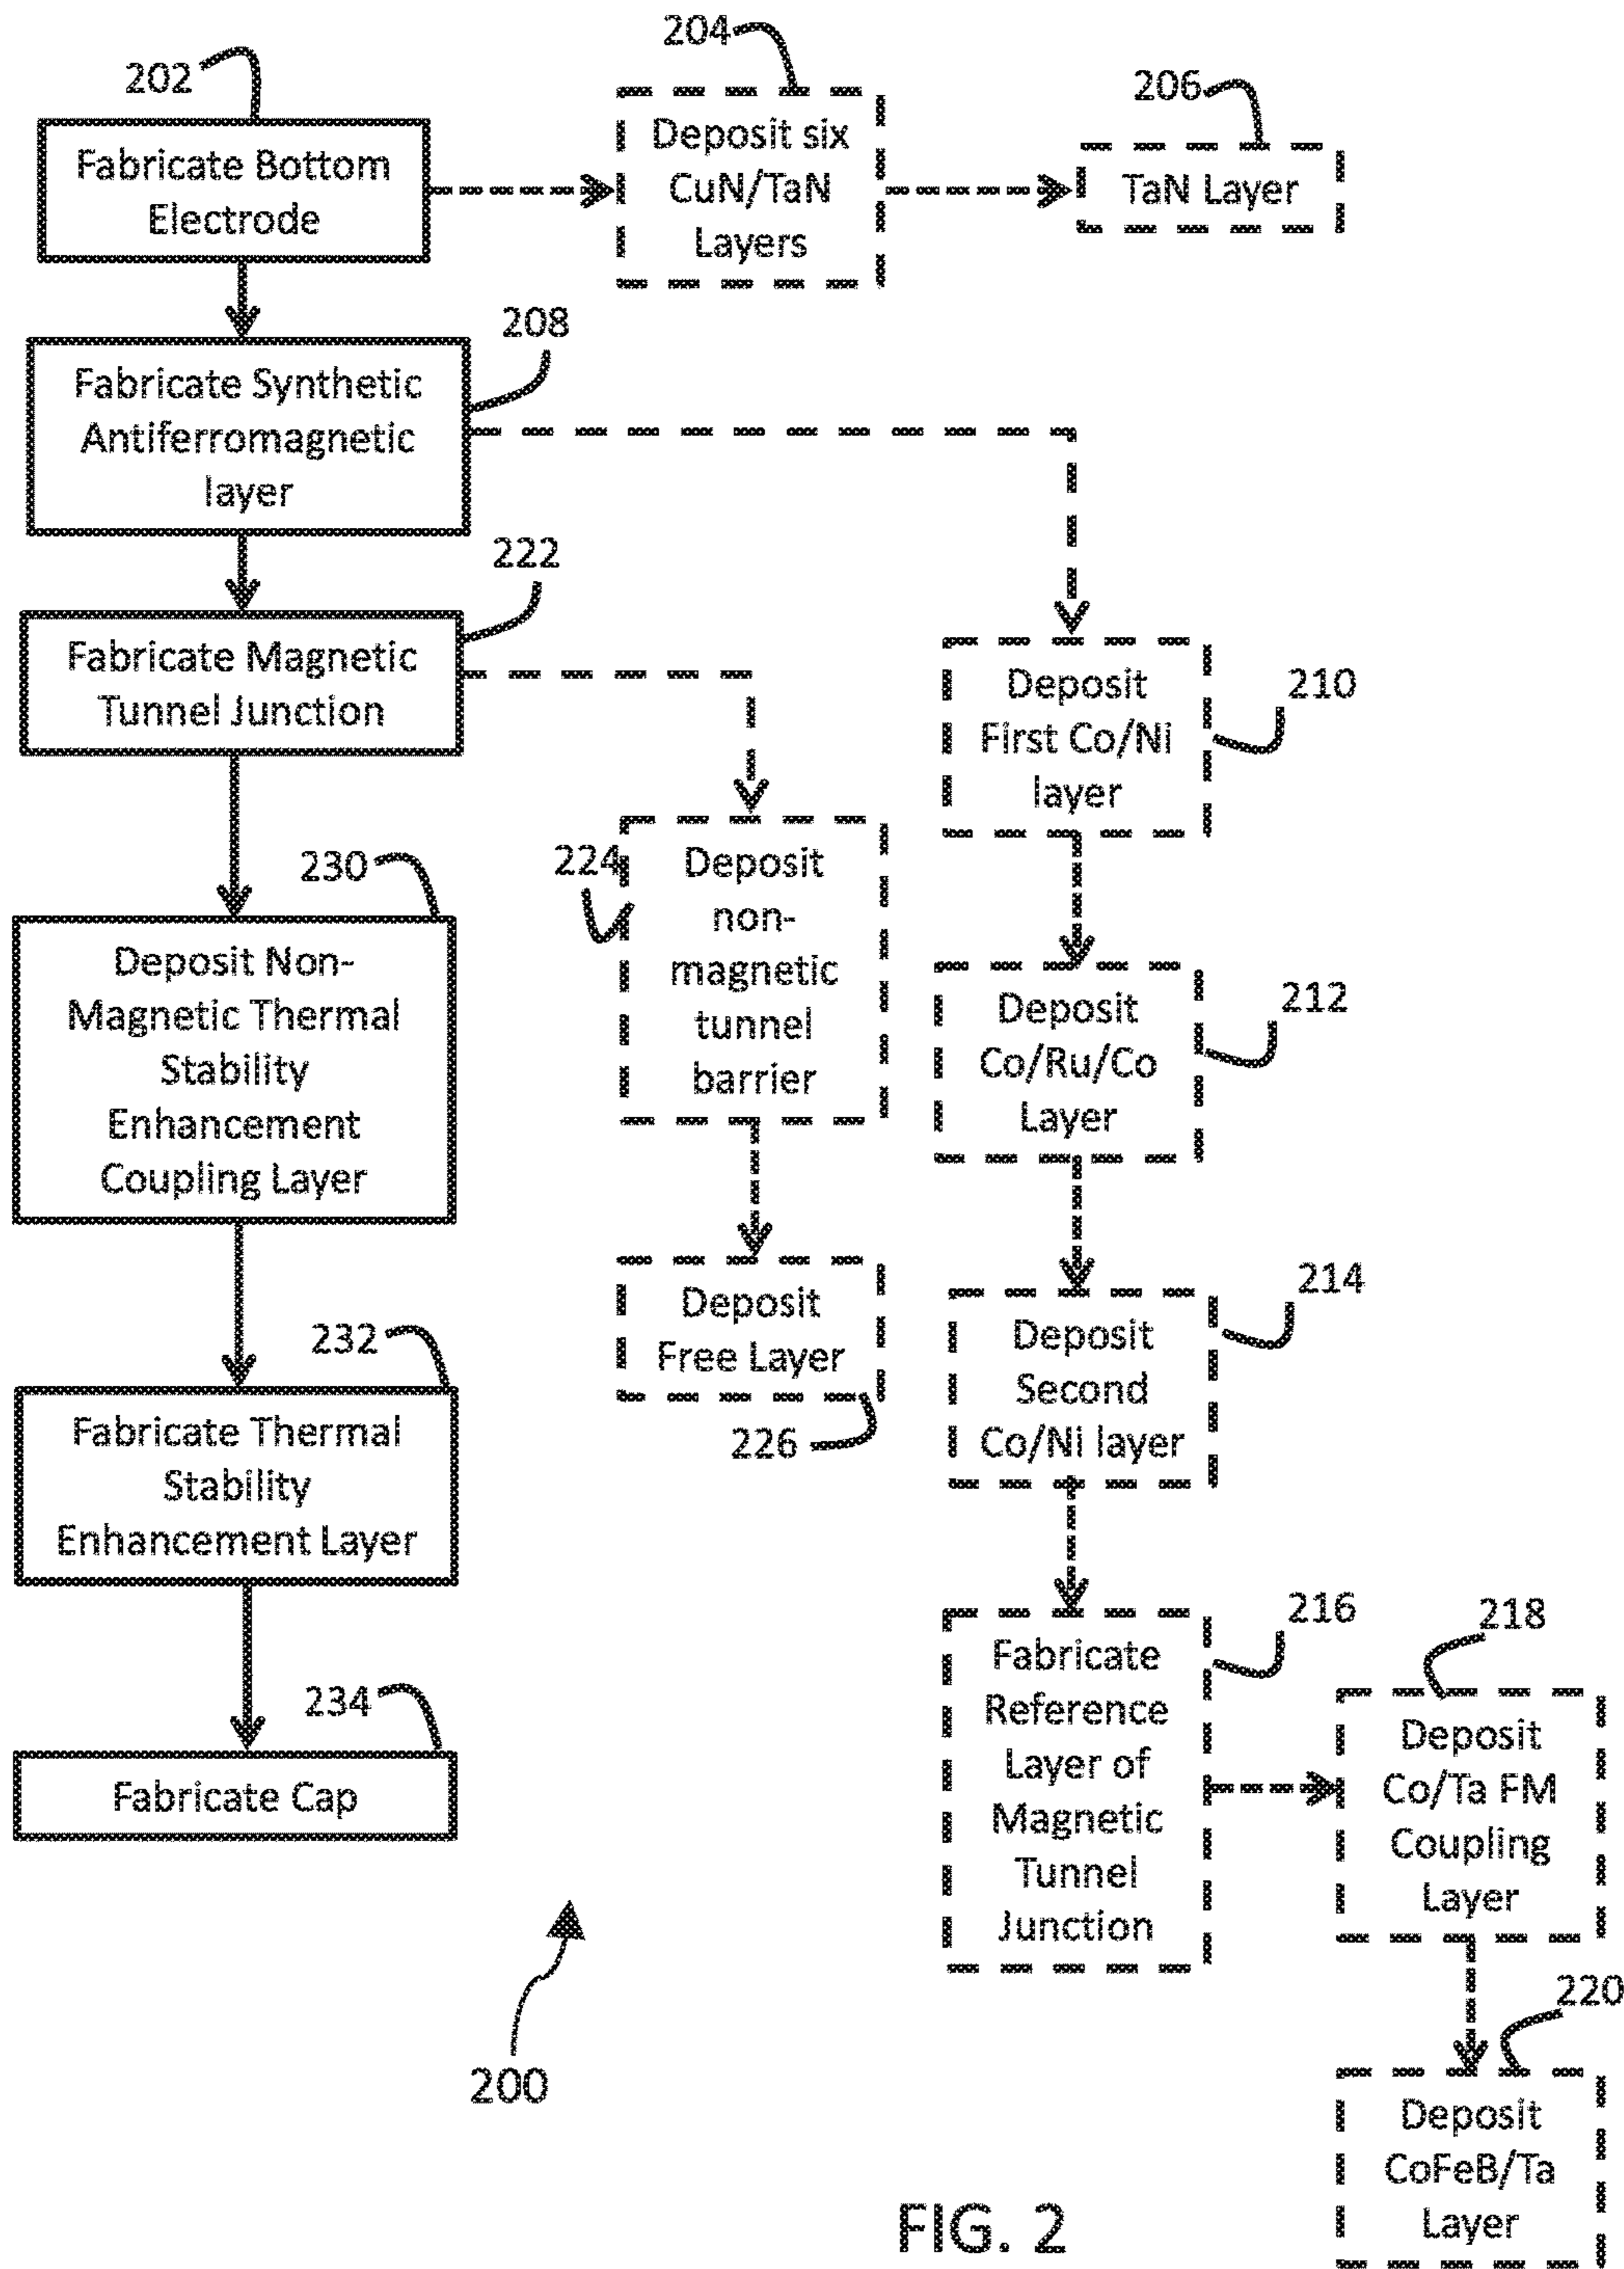 202
Fabricate Bottom
Electrode
204
Deposit six
CuN/TaN
Layers
206
TaN Layer
208
Fabricate Synthetic
Antiferromagnetic
layer
222
Fabricate Magnetic
Tunnel Junction
230
Deposit Non-
Magnetic Thermal
Stability
Enhancement
Coupling Layer
232
Fabricate Thermal
Stability
Enhancement Layer
234
Fabricate Cap
224
Deposit
non-
magnetic
tunnel
barrier
Deposit
Free Layer
226
210
Deposit
First Co/Ni
layer
212
Deposit
Co/Ru/Co
Layer
214
Deposit
Second
Co/Ni layer
216
Fabricate
Reference
Layer of
Magnetic
Tunnel
Junction
218
Deposit
Co/Ta FM
Coupling
Layer
220
Deposit
CoFeB/Ta
Layer
200
FIG. 2